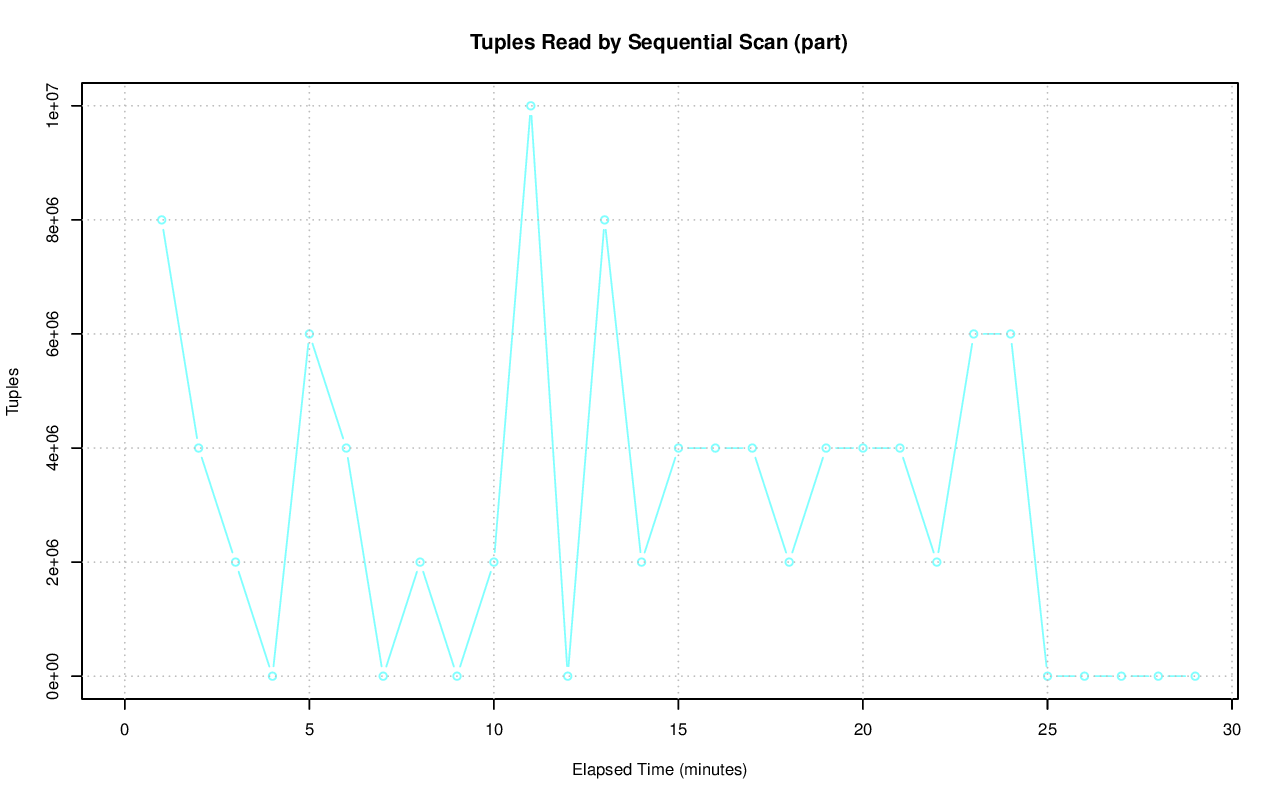 Tuples Read by Sequential Scan (part)
1e+07
8e+06
6e+06
4e+06
2e+06
0e+00
Tuples
0 5 10 15 20 25 30
Elapsed Time (minutes)